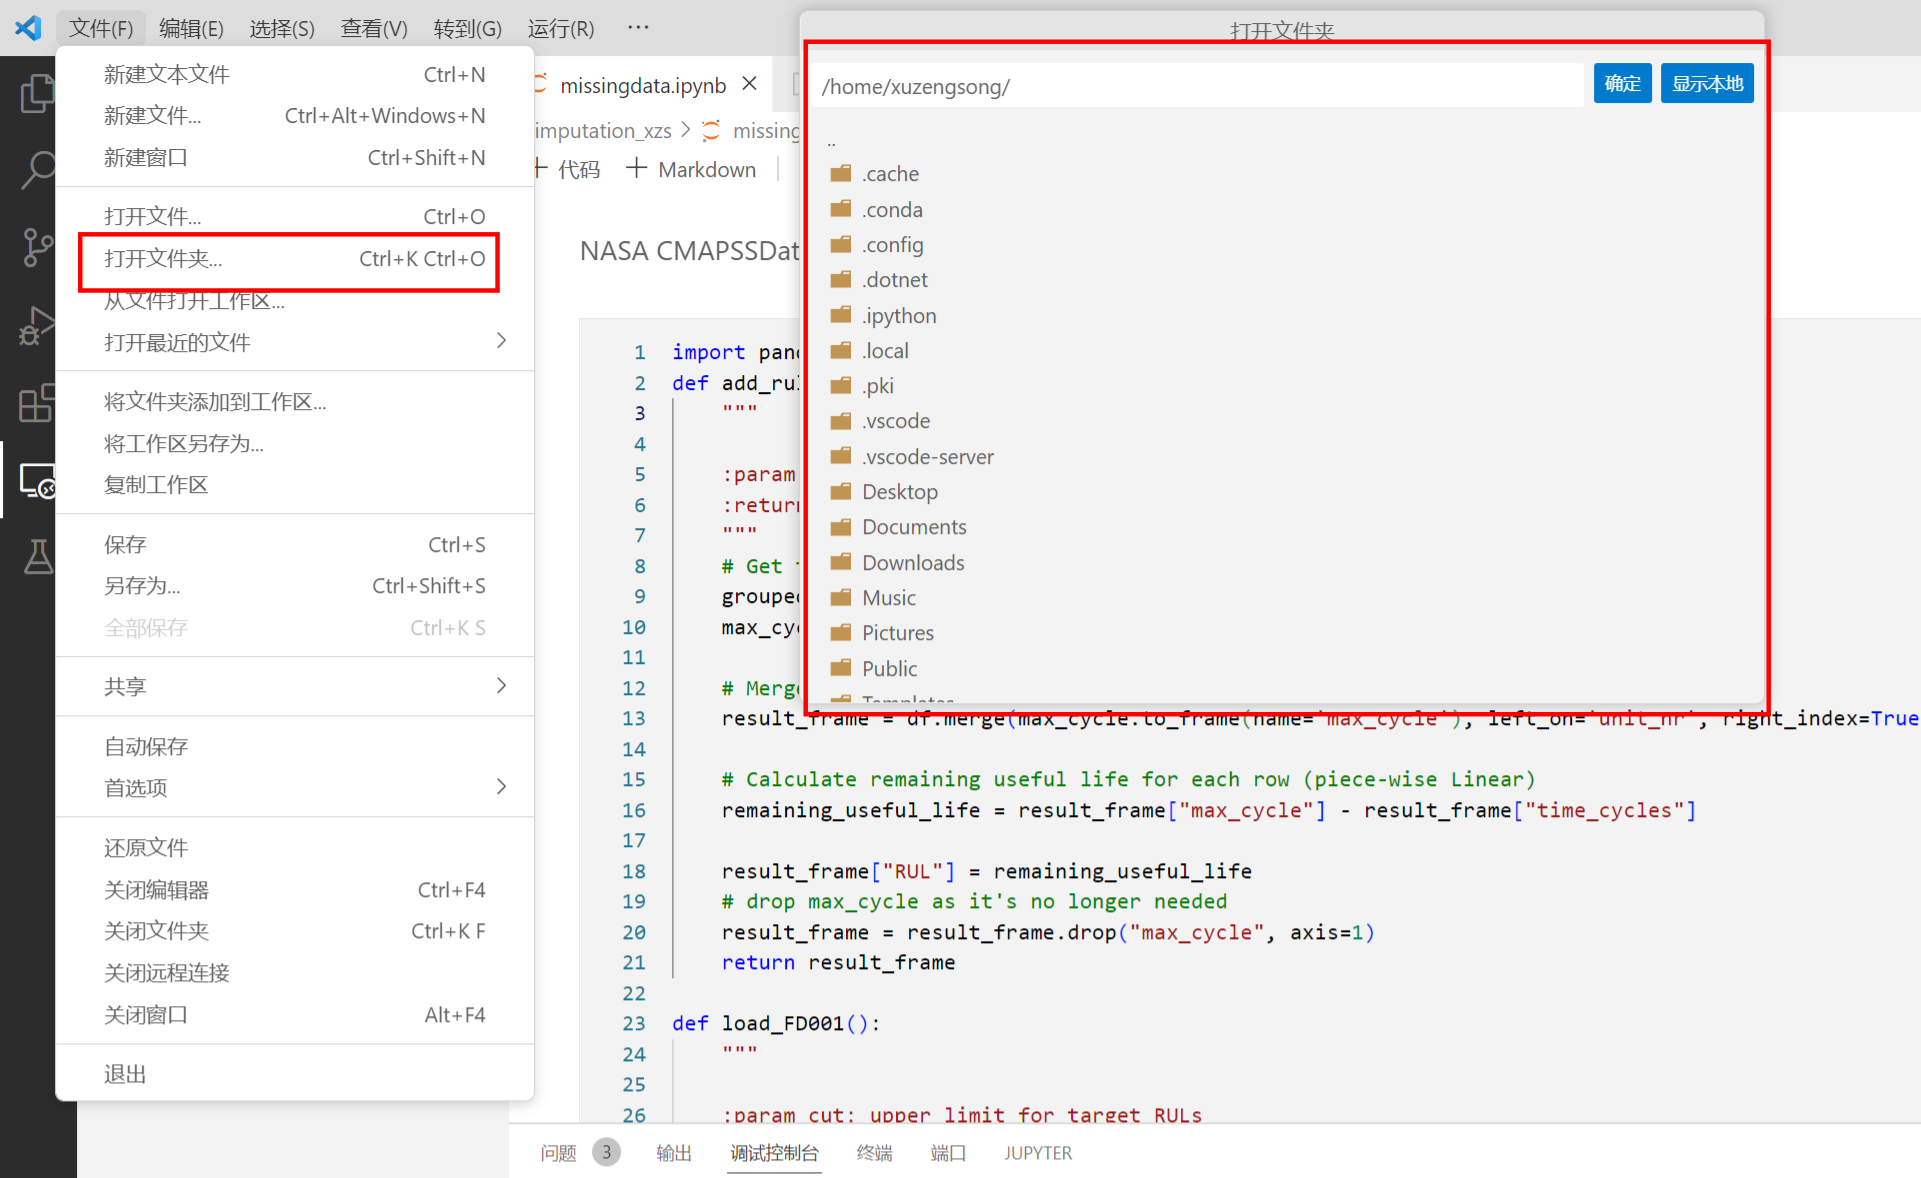 文件(F) 编辑(E) 选择(S) 查看(V) 转到(G) 运行(R) ···
新建文本文件 Ctrl+N
新建文件... Ctrl+Alt+Windows+N
新建窗口 Ctrl+Shift+N
打开文件... Ctrl+O
打开文件夹... Ctrl+K Ctrl+O
从文件打开工作区...
打开最近的文件
将文件夹添加到工作区...
将工作区另存为...
复制工作区
保存 Ctrl+S
另存为... Ctrl+Shift+S
全部保存 Ctrl+K S
共享
自动保存
首选项
还原文件
关闭编辑器 Ctrl+F4
关闭文件夹 Ctrl+K F
关闭远程连接
关闭窗口 Alt+F4
退出
打开文件夹
/home/xuzengsong/ 确定 显示本地
..
.cache
.conda
.config
.dotnet
.ipython
.local
.pki
.vscode
.vscode-server
Desktop
Documents
Downloads
Music
Pictures
Public
Templates
missingdata.ipynb
imputation_xzs > missing
+ 代码 + Markdown
NASA CMAPSSDat
1 import pand
2 def add_rul
3 """
4
5 :param
6 :return
7 """
8 # Get
9 grouped
10 max_cyc
11
12 # Merge
13 result_frame = df.merge(max_cycle.to_frame(name='max_cycle'), left_on='unit_nr', right_index=True
14
15 # Calculate remaining useful life for each row (piece-wise Linear)
16 remaining_useful_life = result_frame["max_cycle"] - result_frame["time_cycles"]
17
18 result_frame["RUL"] = remaining_useful_life
19 # drop max_cycle as it's no longer needed
20 result_frame = result_frame.drop("max_cycle", axis=1)
21 return result_frame
22
23 def load_FD001():
24 """
25
26 :param cut: upper limit for target RULs
问题 3 输出 调试控制台 终端 端口 JUPYTER